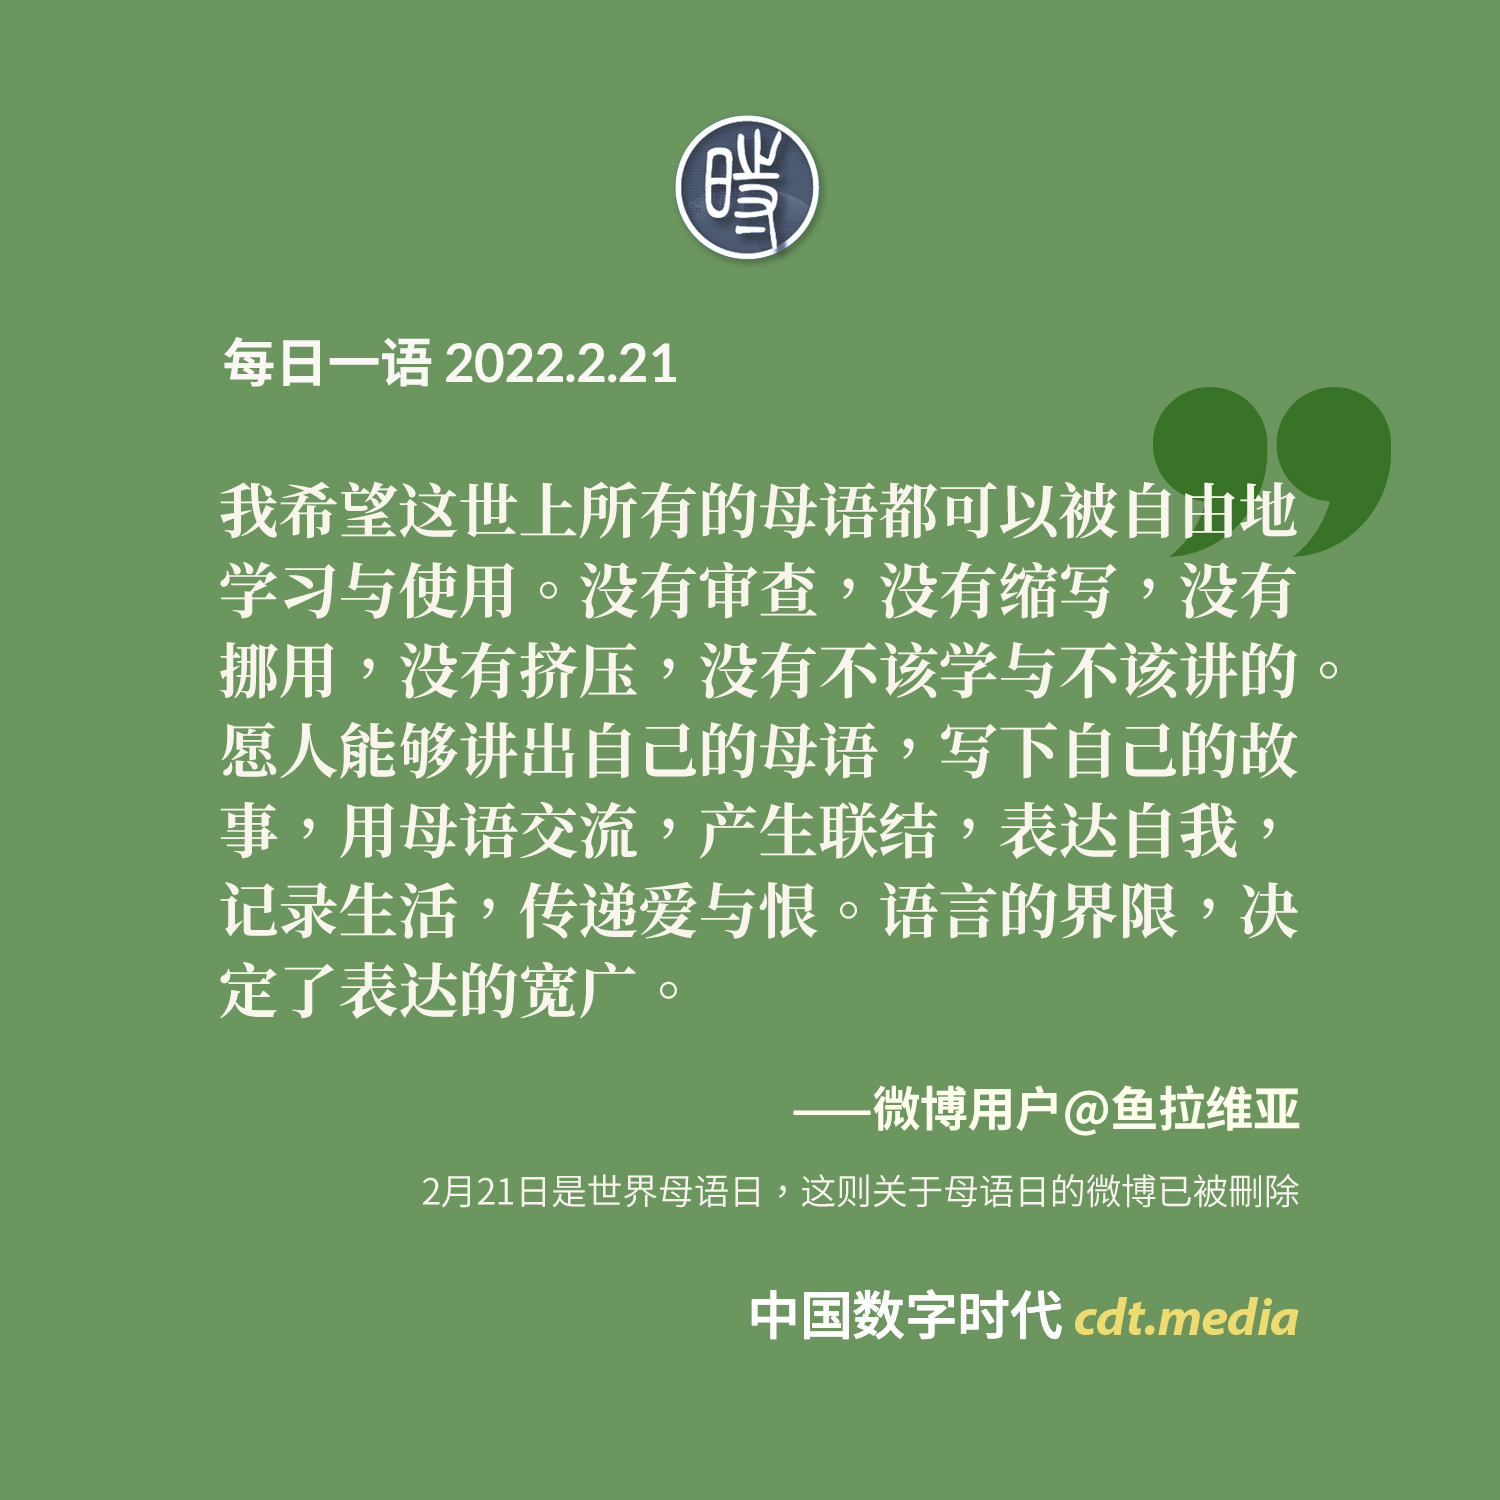 時
每日一语 2022.2.21
我希望这世上所有的母语都可以被自由地
学习与使用。没有审查，没有缩写，没有
挪用，没有挤压，没有不该学与不该讲的。
愿人能够讲出自己的母语，写下自己的故
事，用母语交流，产生联结，表达自我，
记录生活，传递爱与恨。语言的界限，决
定了表达的宽广。
——微博用户@鱼拉维亚
2月21日是世界母语日，这则关于母语日的微博已被刪除
中国数字时代 cdt.media